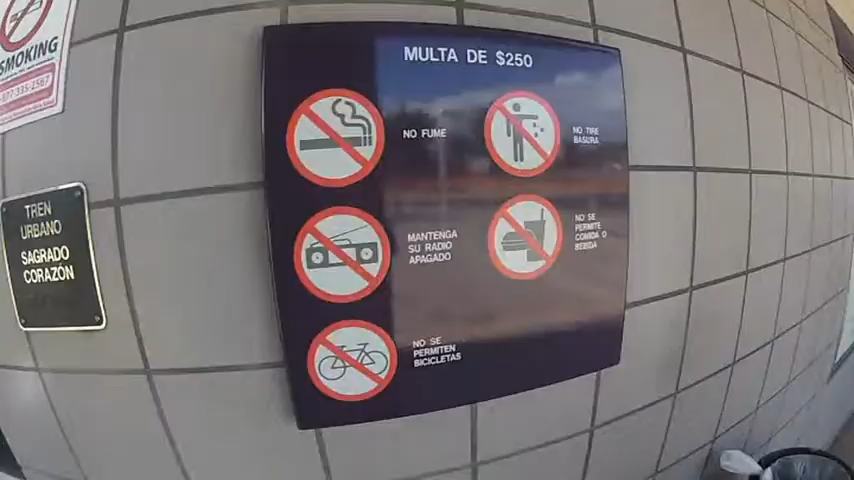 SMOKING
TREN
URBANO
SAGRADO
CORAZÓN
MULTA DE $250
NO FUME
NO TIRE
BASURA
MANTENGA
SU RADIO
APAGADO
NO SE
PERMITE
COMIDA O
BEBIDA
NO SE
PERMITEN
BICICLETAS